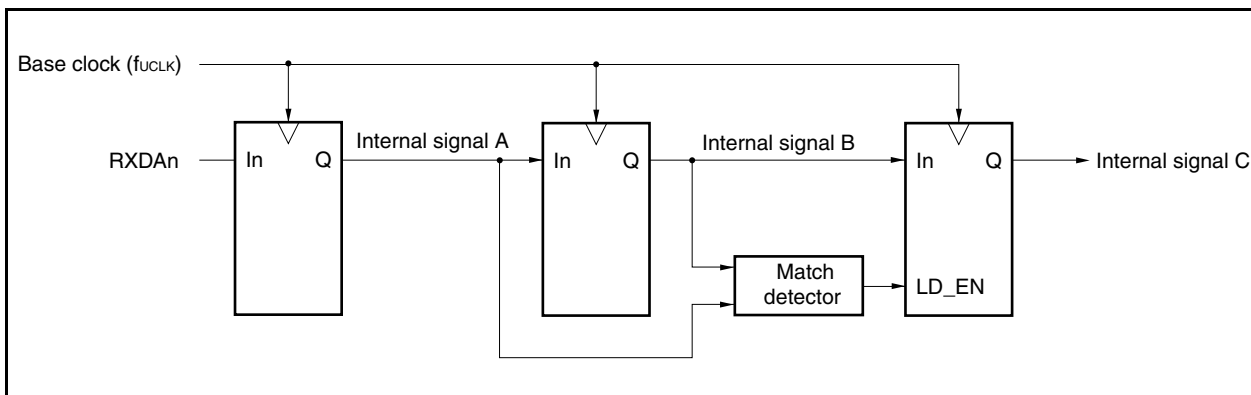 Base clock (fUCLK)
RXDAn
In
Q
Internal signal A
In
Q
Internal signal B
In
Q
Internal signal C
Match
detector
LD_EN